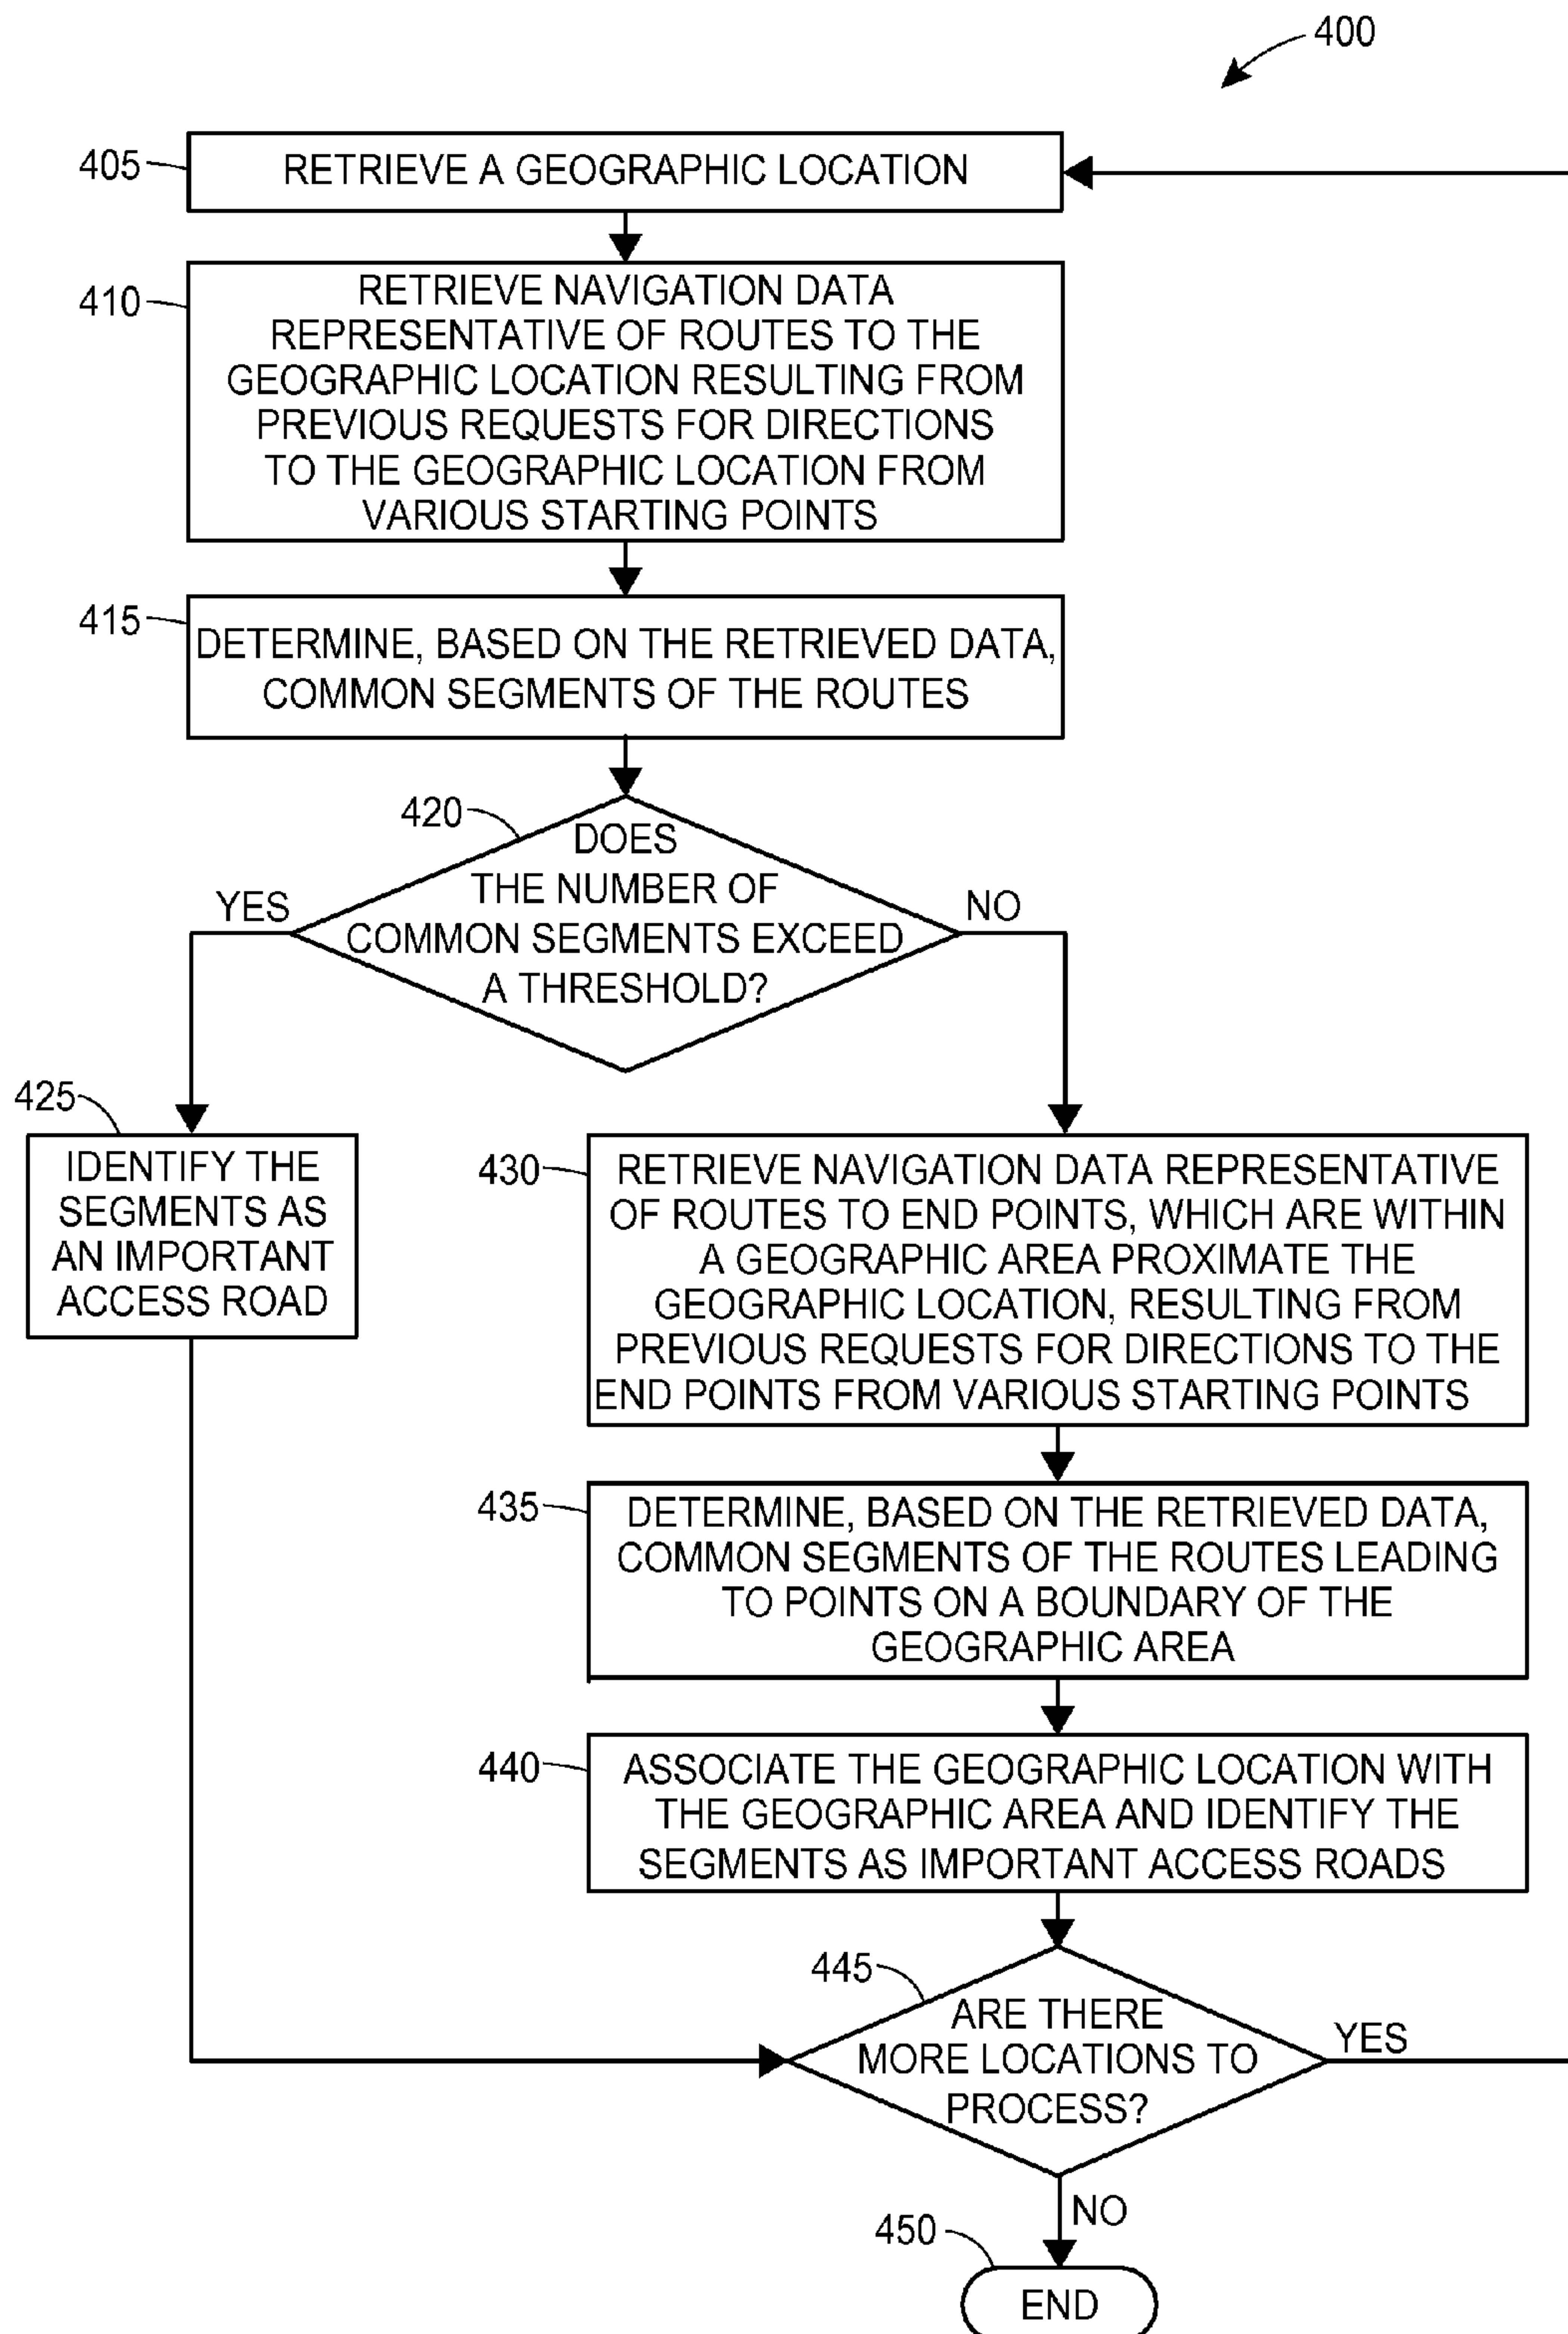 400
405
RETRIEVE A GEOGRAPHIC LOCATION
410
RETRIEVE NAVIGATION DATA
REPRESENTATIVE OF ROUTES TO THE
GEOGRAPHIC LOCATION RESULTING FROM
PREVIOUS REQUESTS FOR DIRECTIONS
TO THE GEOGRAPHIC LOCATION FROM
VARIOUS STARTING POINTS
415
DETERMINE, BASED ON THE RETRIEVED DATA,
COMMON SEGMENTS OF THE ROUTES
420
DOES
THE NUMBER OF
COMMON SEGMENTS EXCEED
A THRESHOLD?
YES
NO
425
IDENTIFY THE
SEGMENTS AS
AN IMPORTANT
ACCESS ROAD
430
RETRIEVE NAVIGATION DATA REPRESENTATIVE
OF ROUTES TO END POINTS, WHICH ARE WITHIN
A GEOGRAPHIC AREA PROXIMATE THE
GEOGRAPHIC LOCATION, RESULTING FROM
PREVIOUS REQUESTS FOR DIRECTIONS TO THE
END POINTS FROM VARIOUS STARTING POINTS
435
DETERMINE, BASED ON THE RETRIEVED DATA,
COMMON SEGMENTS OF THE ROUTES LEADING
TO POINTS ON A BOUNDARY OF THE
GEOGRAPHIC AREA
440
ASSOCIATE THE GEOGRAPHIC LOCATION WITH
THE GEOGRAPHIC AREA AND IDENTIFY THE
SEGMENTS AS IMPORTANT ACCESS ROADS
445
ARE THERE
MORE LOCATIONS TO
PROCESS?
YES
NO
450
END